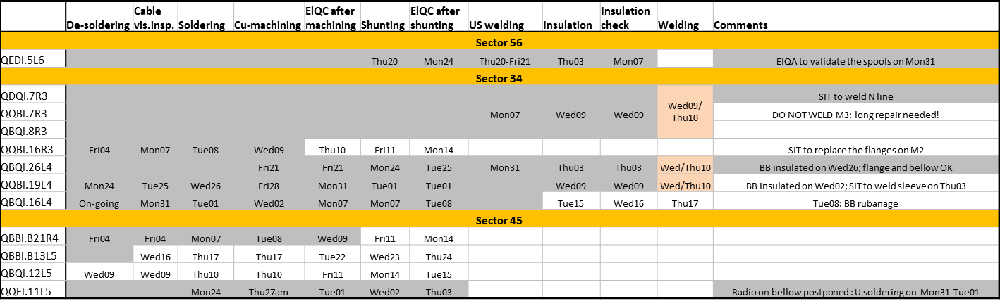 De-soldering Cable vis.insp. Soldering Cu-machining ElQC after machining Shunting ElQC after shunting US welding Insulation Insulation check Welding Comments
Sector 56
QEDI.5L6 Thu20 Mon24 Thu20-Fri21 Thu03 Mon07 ElQA to validate the spools on Mon31
Sector 34
QDQI.7R3 SIT to weld N line
QQBI.7R3 Mon07 Wed09 Wed09 Wed09/ Thu10 DO NOT WELD M3: long repair needed!
QBQI.8R3
QQBI.16R3 Fri04 Mon07 Tue08 Wed09 Thu10 Fri11 Mon14 SIT to replace the flanges on M2
QBQI.26L4 Fri21 Fri21 Mon24 Tue25 Mon31 Thu03 Thu03 Wed/Thu10 BB insulated on Wed26; flange and bellow OK
QQBI.19L4 Mon24 Tue25 Wed26 Fri28 Mon31 Tue01 Tue01 Wed09 Wed09 Wed/Thu10 BB insulated on Wed02; SIT to weld sleeve on Thu03
QBQI.16L4 On-going Mon31 Tue01 Wed02 Mon07 Mon07 Tue08 Tue15 Wed16 Thu17 Tue08: BB rubanage
Sector 45
QBBI.B21R4 Fri04 Fri04 Mon07 Tue08 Wed09 Fri11 Mon14
QBBI.B13L5 Wed16 Thu17 Thu17 Tue22 Wed23 Thu24
QBQI.12L5 Wed09 Wed09 Thu10 Thu10 Fri11 Mon14 Tue15
QQEI.11L5 Mon24 Thu27am Tue01 Wed02 Thu03 Radio on bellow postponed : U soldering on Mon31-Tue01